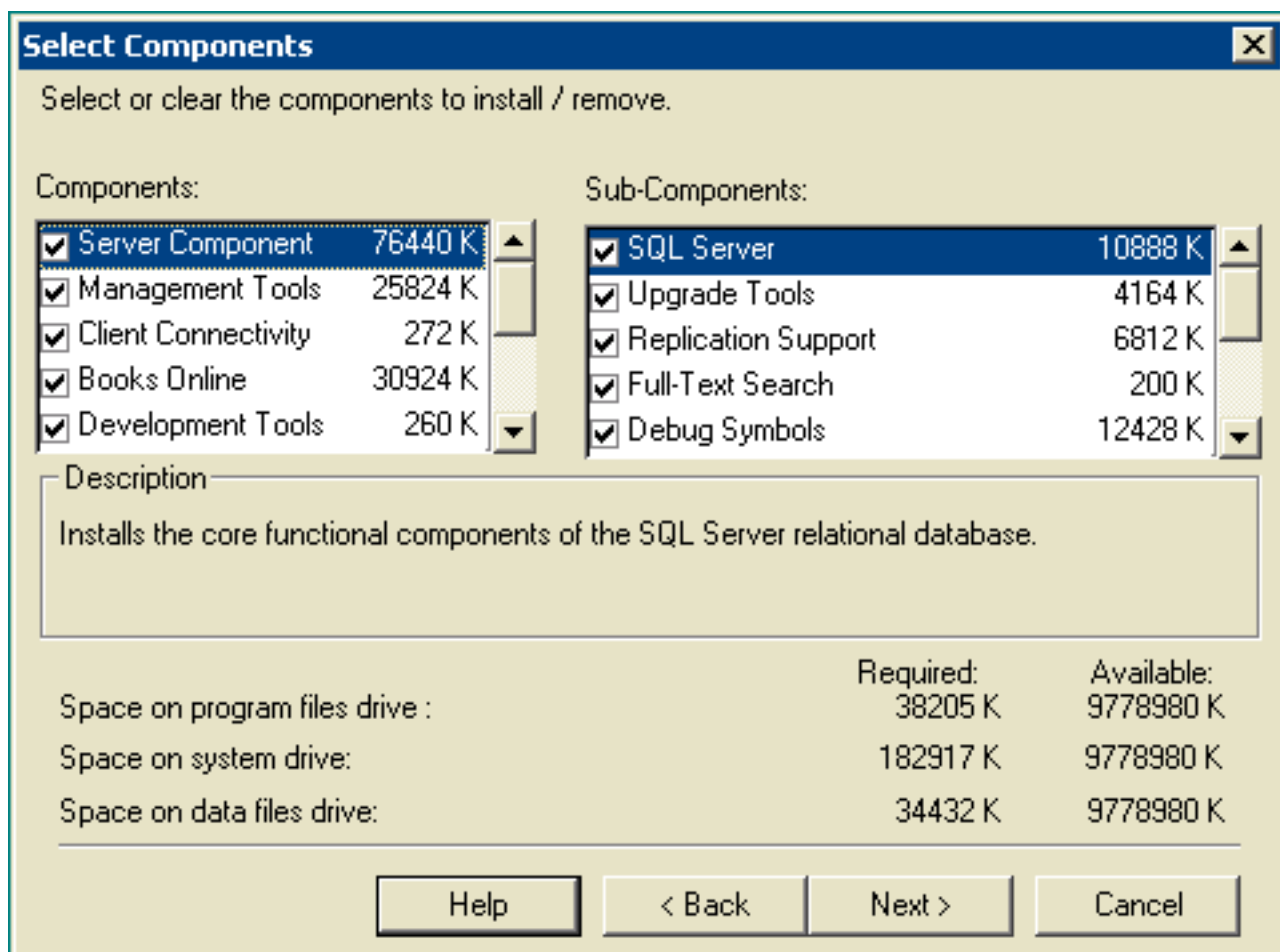 Select Components
Select or clear the components to install / remove.
Components:
Server Component 76440 K
Management Tools 25824 K
Client Connectivity 272 K
Books Online 30924 K
Development Tools 260 K
Sub-Components:
SQL Server 10888 K
Upgrade Tools 4164 K
Replication Support 6812 K
Full-Text Search 200 K
Debug Symbols 12428 K
Description
Installs the core functional components of the SQL Server relational database.
Required: Available:
Space on program files drive : 38205 K 9778980 K
Space on system drive: 182917 K 9778980 K
Space on data files drive: 34432 K 9778980 K
Help < Back Next > Cancel